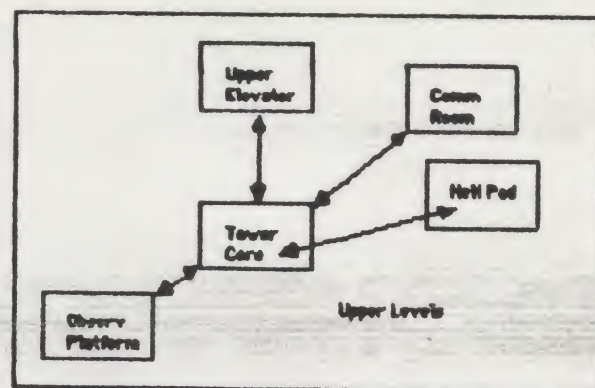 Upper
Elevator
Comm
Room
Heli Pad
Tower
Core
Observ
Platform
Upper Levels